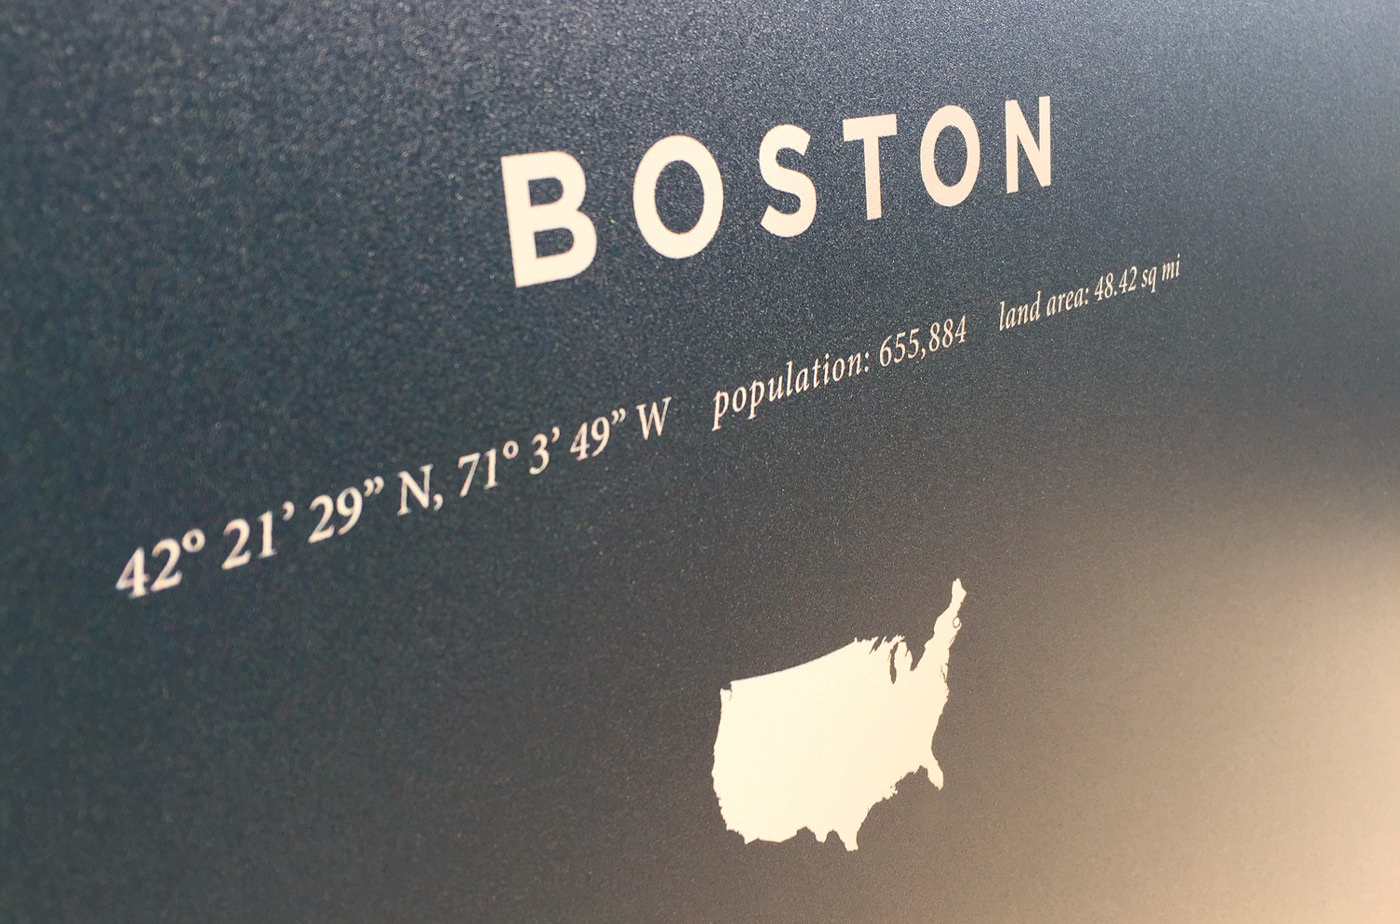 BOSTON
42° 21’ 29” N, 71° 3’ 49” W population: 655,884 land area: 48.42 sq mi